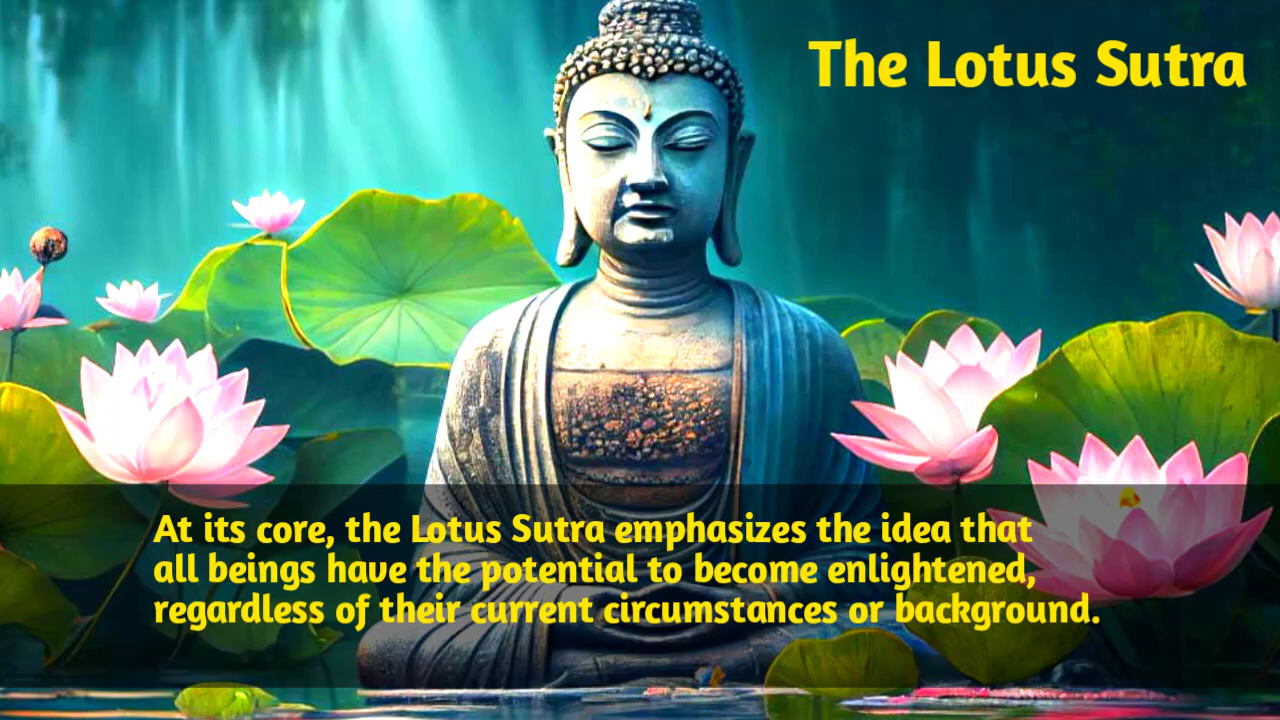 The Lotus Sutra
At its core, the Lotus Sutra emphasizes the idea that
all beings have the potential to become enlightened,
regardless of their current circumstances or background.